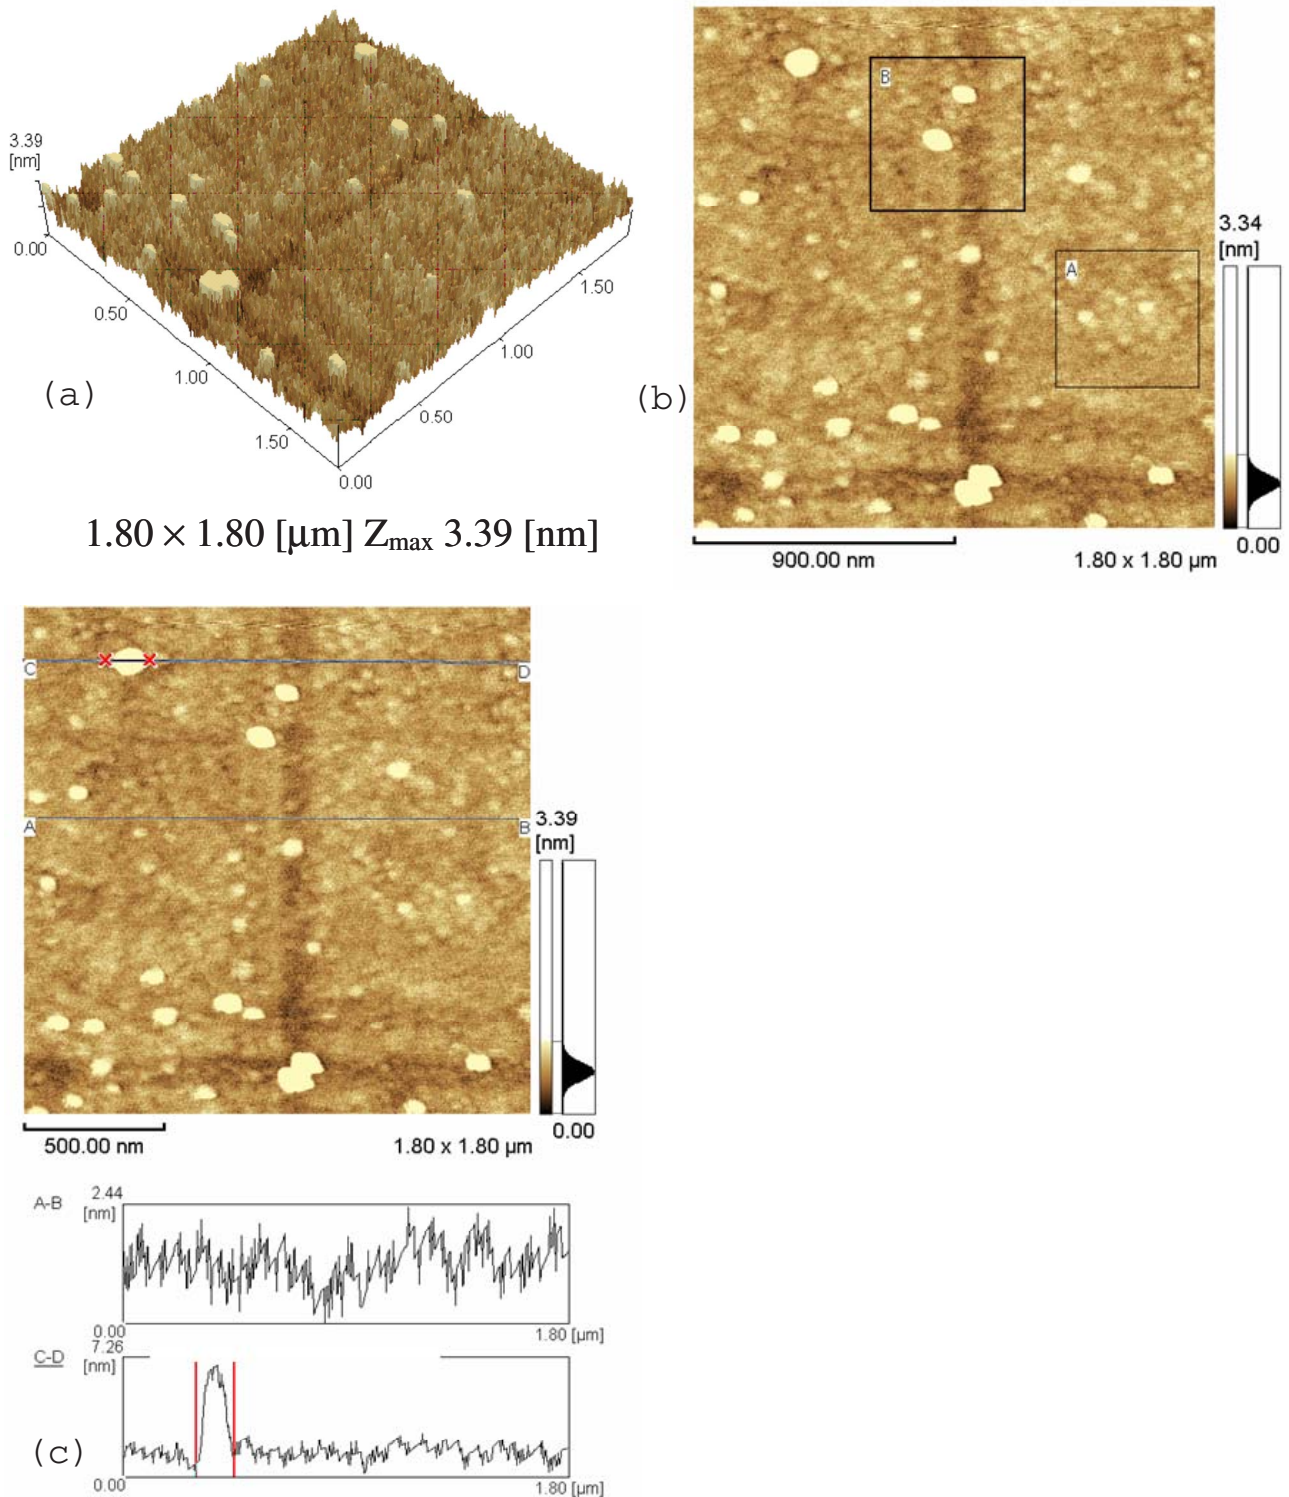 3.39
[nm]
0.00
0.50
1.00
1.50
0.00
0.50
1.00
1.50
(a)
1.80 × 1.80 [μm] Zmax 3.39 [nm]
B
A
(b)
3.34
[nm]
0.00
900.00 nm
1.80 x 1.80 μm
C
D
A
B
3.39
[nm]
0.00
500.00 nm
1.80 x 1.80 μm
A-B
2.44
[nm]
0.00
1.80 [μm]
C-D
7.26
[nm]
0.00
1.80 [μm]
(c)